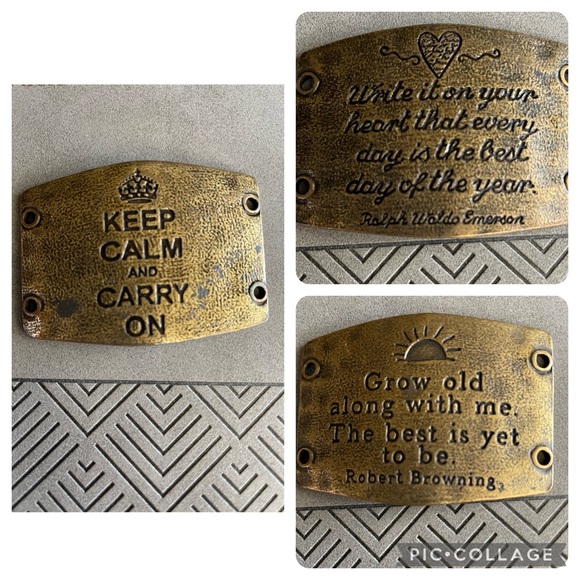 KEEP
CALM
AND
CARRY
ON
Write it on your
heart that every
day is the best
day of the year.
Ralph Waldo Emerson
Grow old
along with me.
The best is yet
to be.
Robert Browning
PIC•COLLAGE